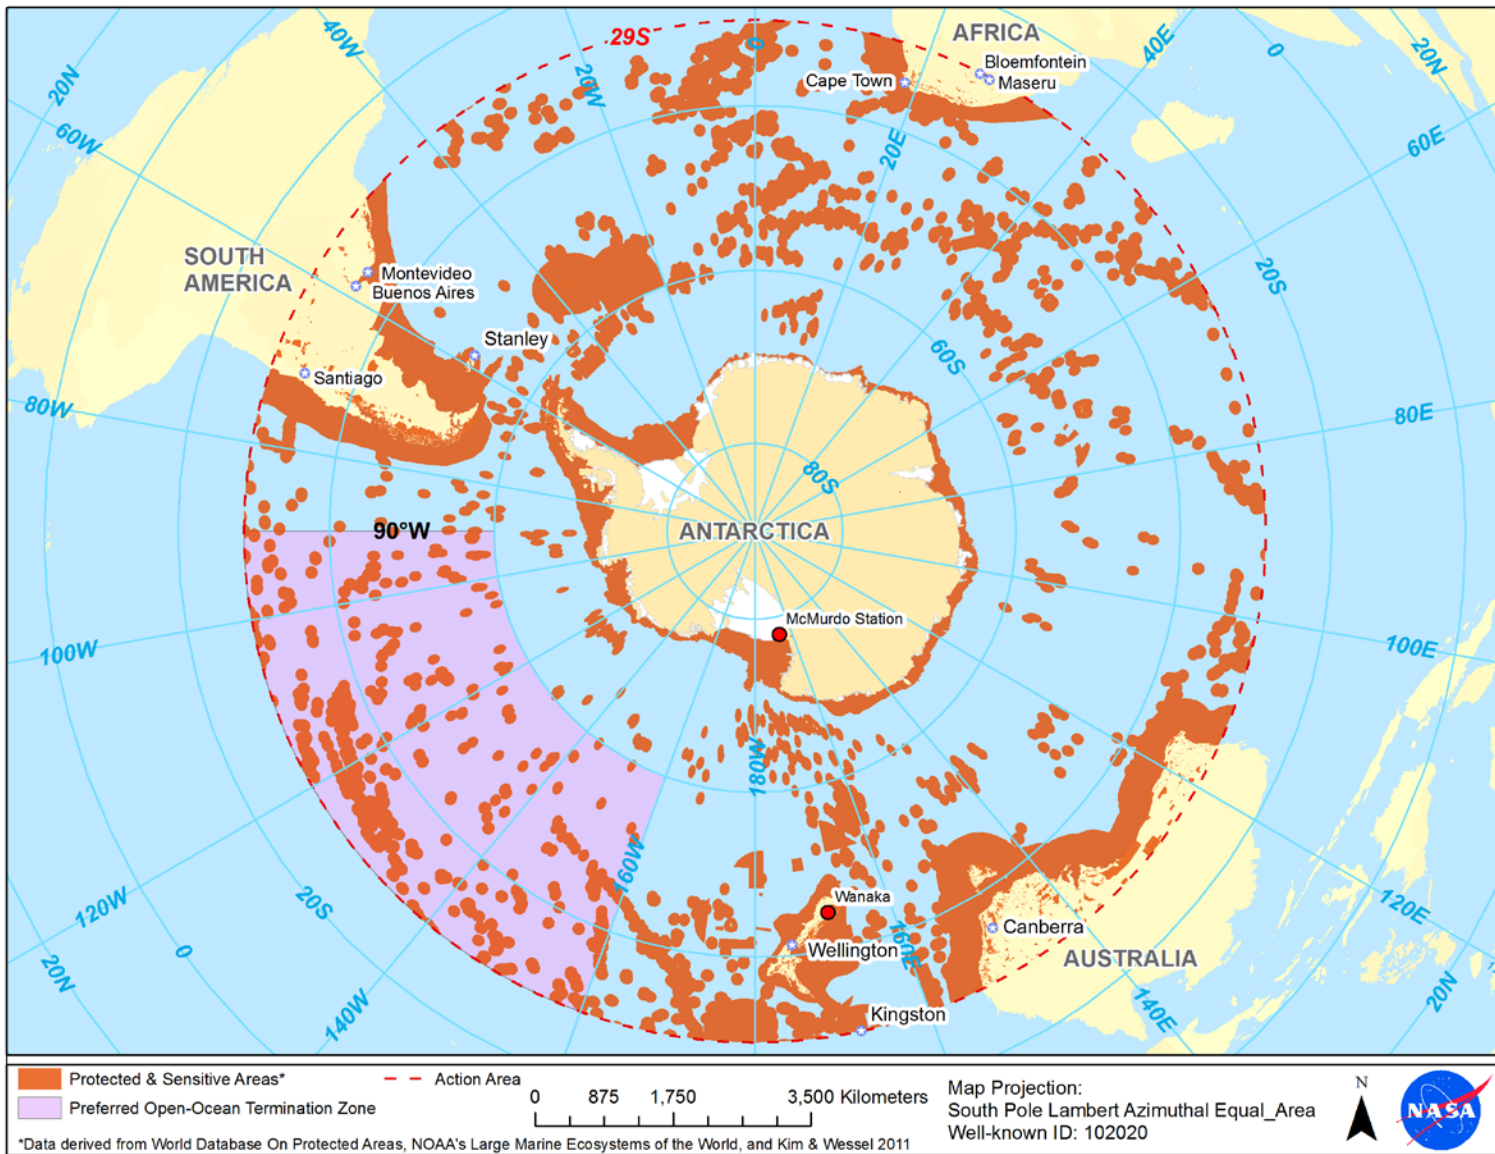 29S
AFRICA
40W
20W
0
40E
0
20N
Bloemfontein
Cape Town
Maseru
20N
60W
20E
60E
SOUTH
AMERICA
Montevideo
Buenos Aires
20S
Stanley
60S
Santiago
80W
80E
80S
90°W
ANTARCTICA
McMurdo Station
100W
100E
180W
160W
Wanaka
120W
20S
Canberra
120E
Wellington
160E
AUSTRALIA
0
20N
140W
Kingston
140E
20N
Protected & Sensitive Areas*
Action Area
Preferred Open-Ocean Termination Zone
0 875 1,750 3,500 Kilometers
Map Projection:
South Pole Lambert Azimuthal Equal_Area
Well-known ID: 102020
N
NASA
*Data derived from World Database On Protected Areas, NOAA's Large Marine Ecosystems of the World, and Kim & Wessel 2011